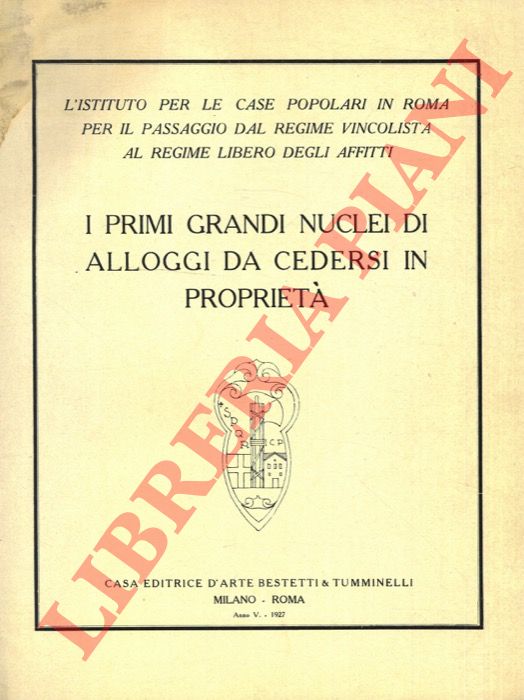 L'ISTITUTO PER LE CASE POPOLARI IN ROMA
PER IL PASSAGGIO DAL REGIME VINCOLISTA
AL REGIME LIBERO DEGLI AFFITTI
I PRIMI GRANDI NUCLEI DI
ALLOGGI DA CEDERSI IN
PROPRIETÀ
SPQR
CP
CASA EDITRICE D'ARTE BESTETTI & TUMMINELLI
MILANO - ROMA
Anno V. - 1927
LIBRERIA PIANI